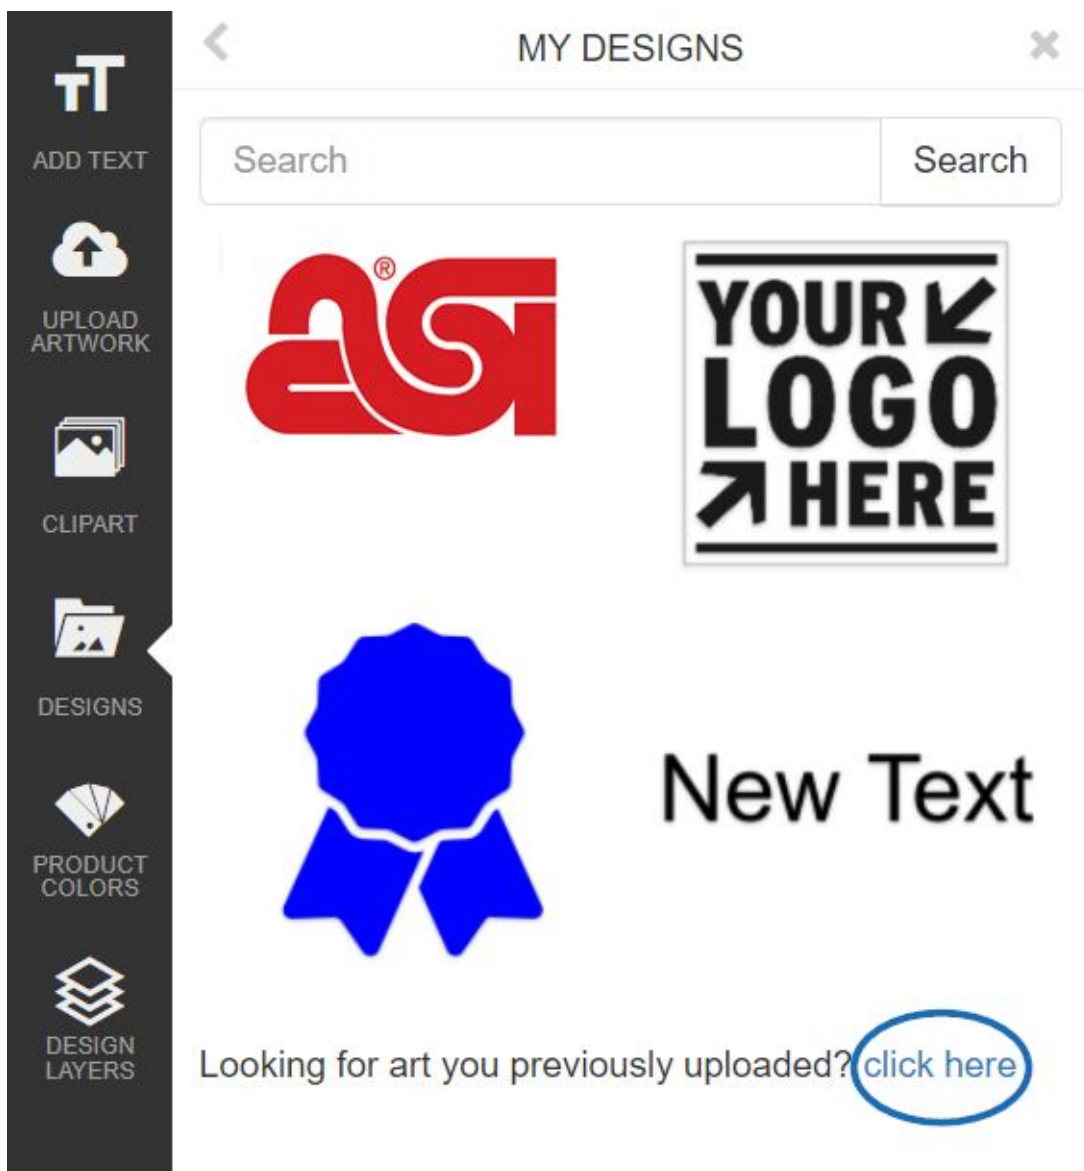 ADD TEXT
UPLOAD
ARTWORK
CLIPART
DESIGNS
PRODUCT
COLORS
DESIGN
LAYERS
MY DESIGNS
Search
Search
asi®
YOUR
LOGO
HERE
New Text
Looking for art you previously uploaded? click here